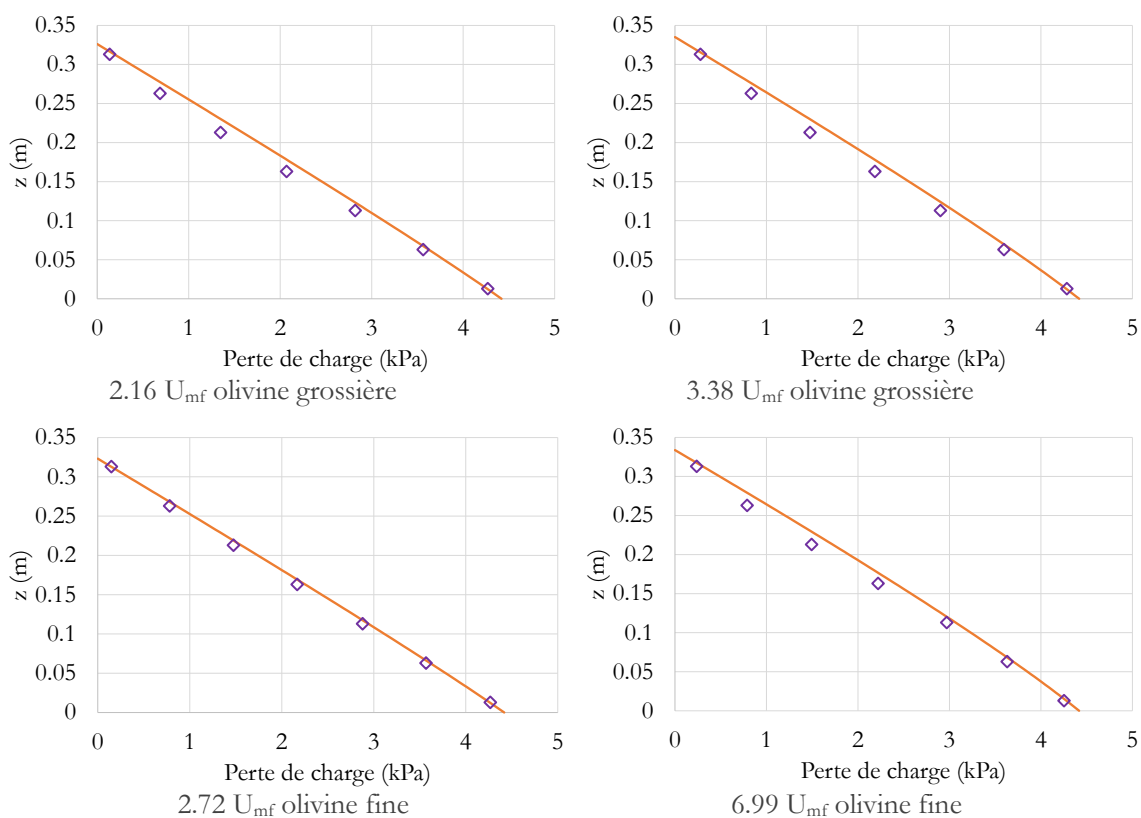 0.35
0.3
0.25
0.2
0.15
0.1
0.05
0
z (m)
0 1 2 3 4 5
Perte de charge (kPa)
2.16 Umf olivine grossière
0.35
0.3
0.25
0.2
0.15
0.1
0.05
0
z (m)
0 1 2 3 4 5
Perte de charge (kPa)
3.38 Umf olivine grossière
0.35
0.3
0.25
0.2
0.15
0.1
0.05
0
z (m)
0 1 2 3 4 5
Perte de charge (kPa)
2.72 Umf olivine fine
0.35
0.3
0.25
0.2
0.15
0.1
0.05
0
z (m)
0 1 2 3 4 5
Perte de charge (kPa)
6.99 Umf olivine fine